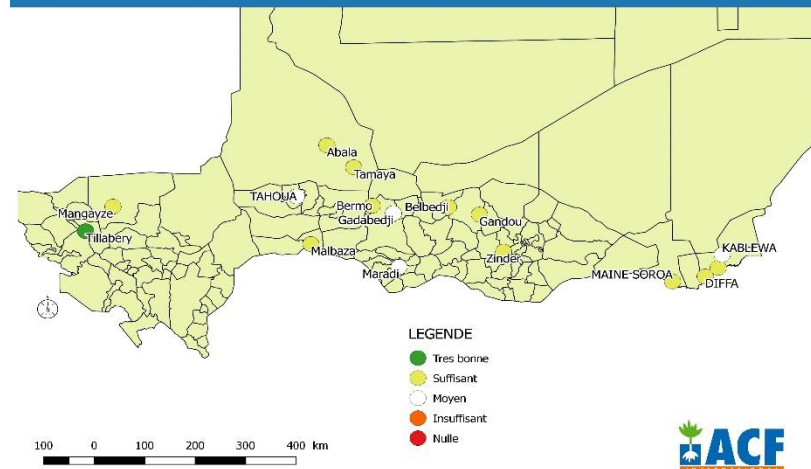 Abala
Tamaya
TAHOUA
Bermo
Gadabedji
Belbedji
Gandou
Mangayze
Tillabery
Malbaza
Maradi
Zinder
KABLEWA
MAINE-SOROA
DIFFA
LEGENDE
Tres bonne
Suffisant
Moyen
Insuffisant
Nulle
100 0 100 200 300 400 km
ACF